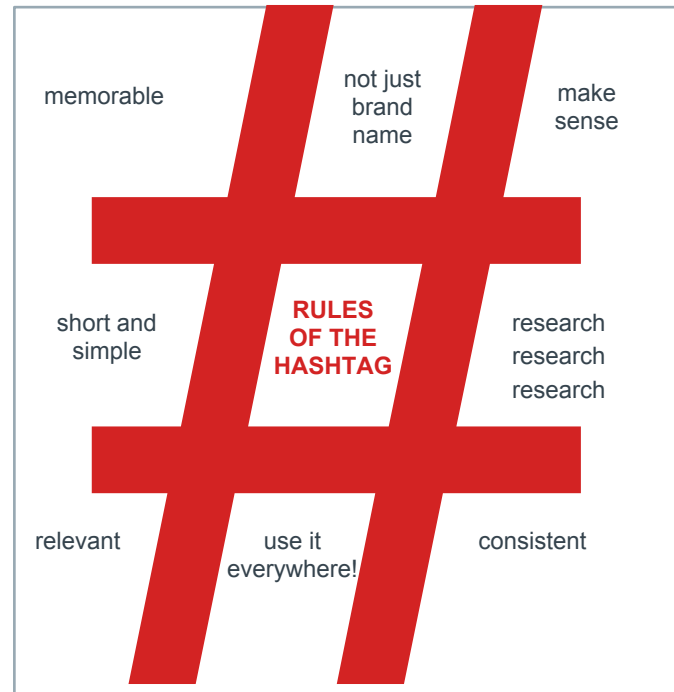 memorable
not just
brand
name
make
sense
short and
simple
RULES
OF THE
HASHTAG
research
research
research
relevant
use it
everywhere!
consistent